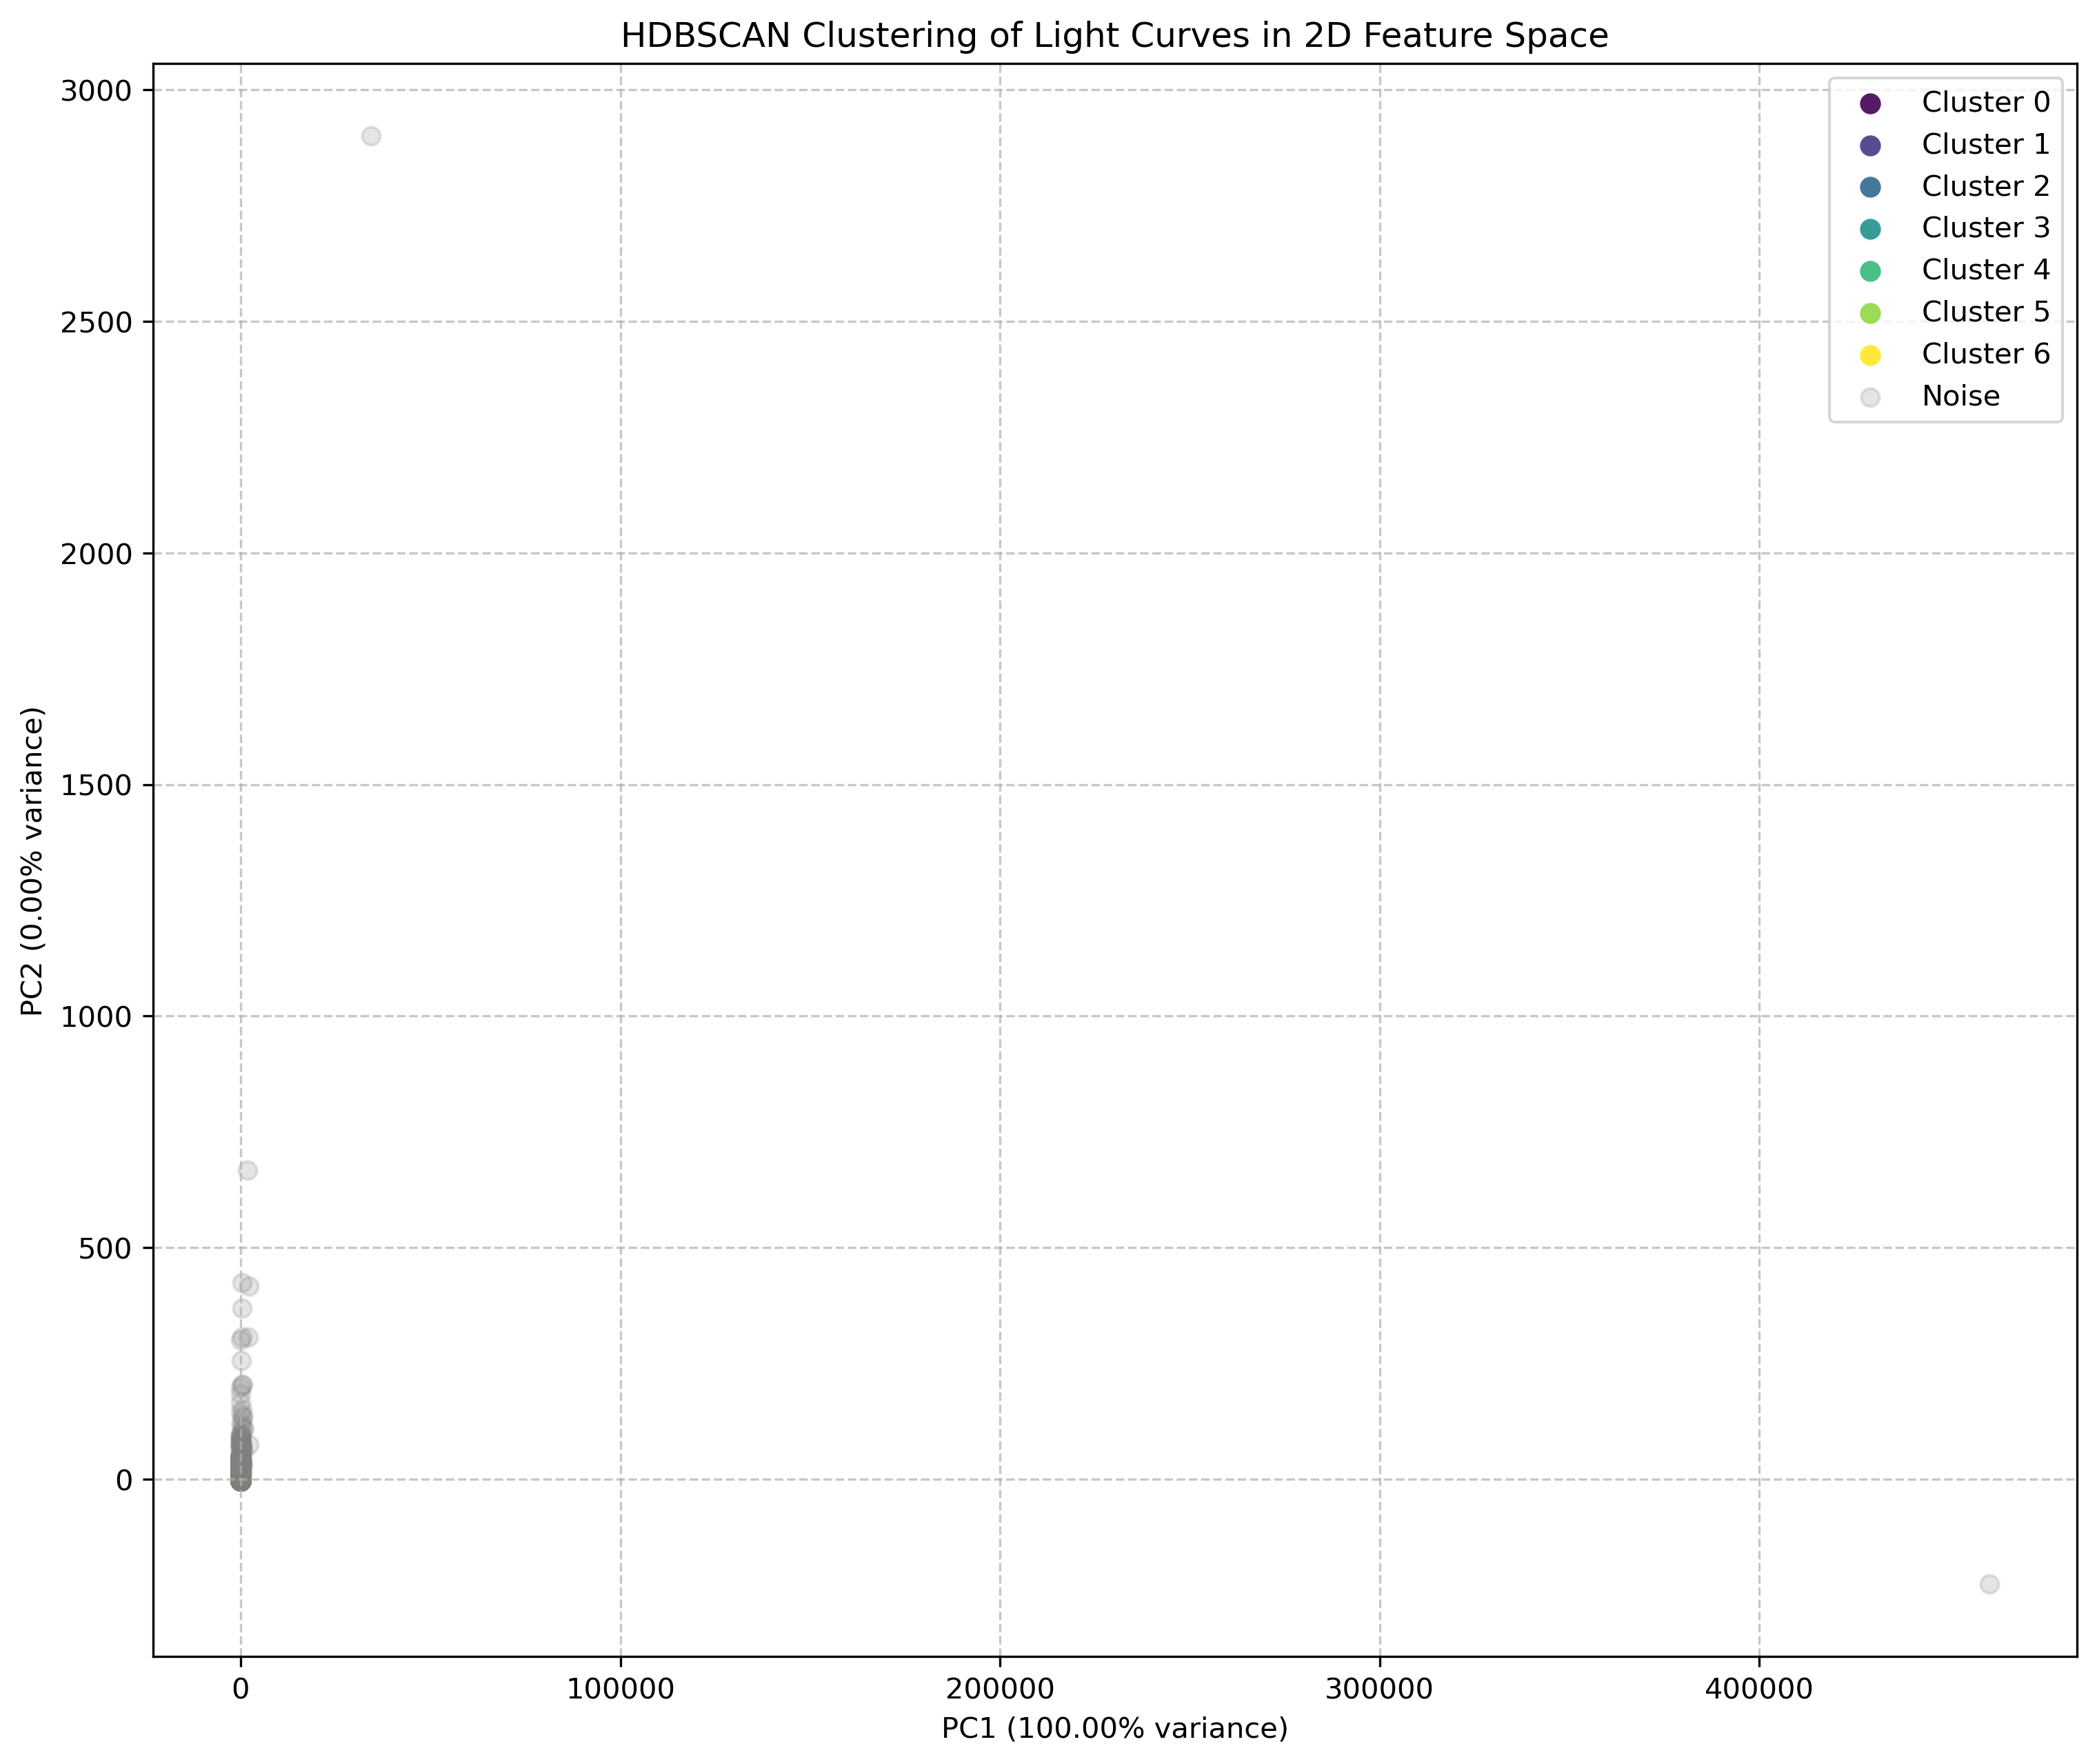 HDBSCAN Clustering of Light Curves in 2D Feature Space
3000
2500
2000
1500
1000
500
0
PC2 (0.00% variance)
Cluster 0
Cluster 1
Cluster 2
Cluster 3
Cluster 4
Cluster 5
Cluster 6
Noise
0 100000 200000 300000 400000
PC1 (100.00% variance)